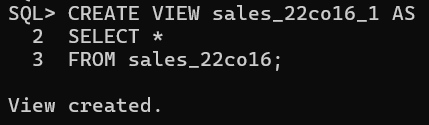 SQL> CREATE VIEW sales_22co16_1 AS
2 SELECT *
3 FROM sales_22co16;
View created.